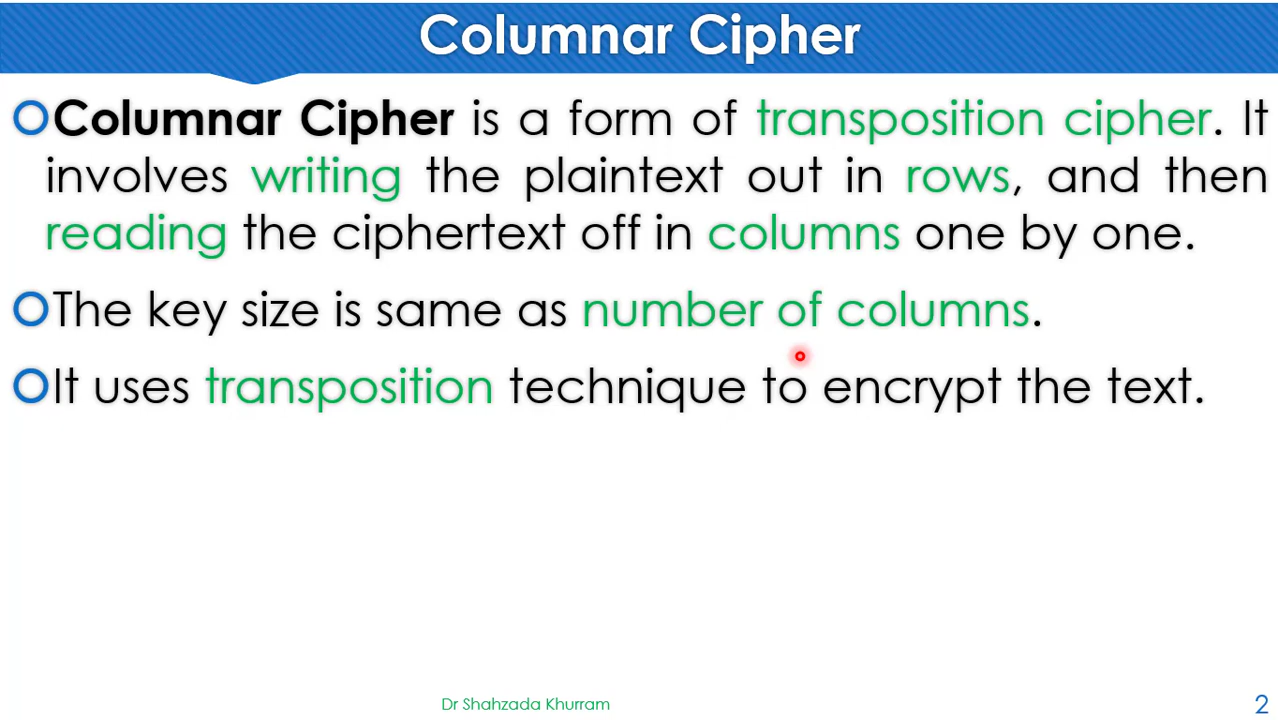 Columnar Cipher
Columnar Cipher is a form of transposition cipher. It
involves writing the plaintext out in rows, and then
reading the ciphertext off in columns one by one.
The key size is same as number of columns.
It uses transposition technique to encrypt the text.
Dr Shahzada Khurram
2